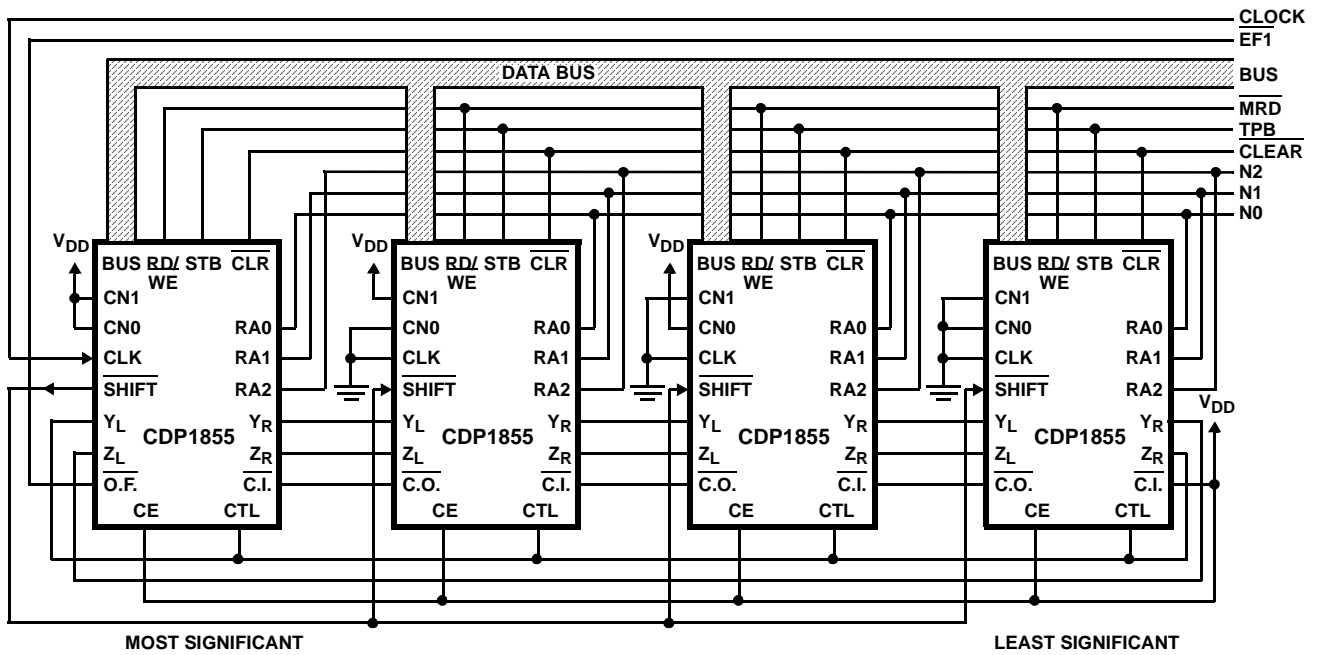 CLOCK
EF1
DATA BUS
BUS
MRD
TPB
CLEAR
N2
N1
N0
VDD VDD VDD
BUS RD/WE STB CLR
CN1
CN0 RA0
CLK RA1
SHIFT RA2
YL YR
CDP1855
ZL ZR
O.F. C.I.
CE CTL
BUS RD/WE STB CLR
CN1
CN0 RA0
CLK RA1
SHIFT RA2
YL YR
CDP1855
ZL ZR
C.O. C.I.
CE CTL
BUS RD/WE STB CLR
CN1
CN0 RA0
CLK RA1
SHIFT RA2
YL YR
CDP1855
ZL ZR
C.O. C.I.
CE CTL
BUS RD/WE STB CLR
CN1
CN0 RA0
CLK RA1
SHIFT RA2
VDD
YL YR
CDP1855
ZL ZR
C.O. C.I.
CE CTL
MOST SIGNIFICANT LEAST SIGNIFICANT